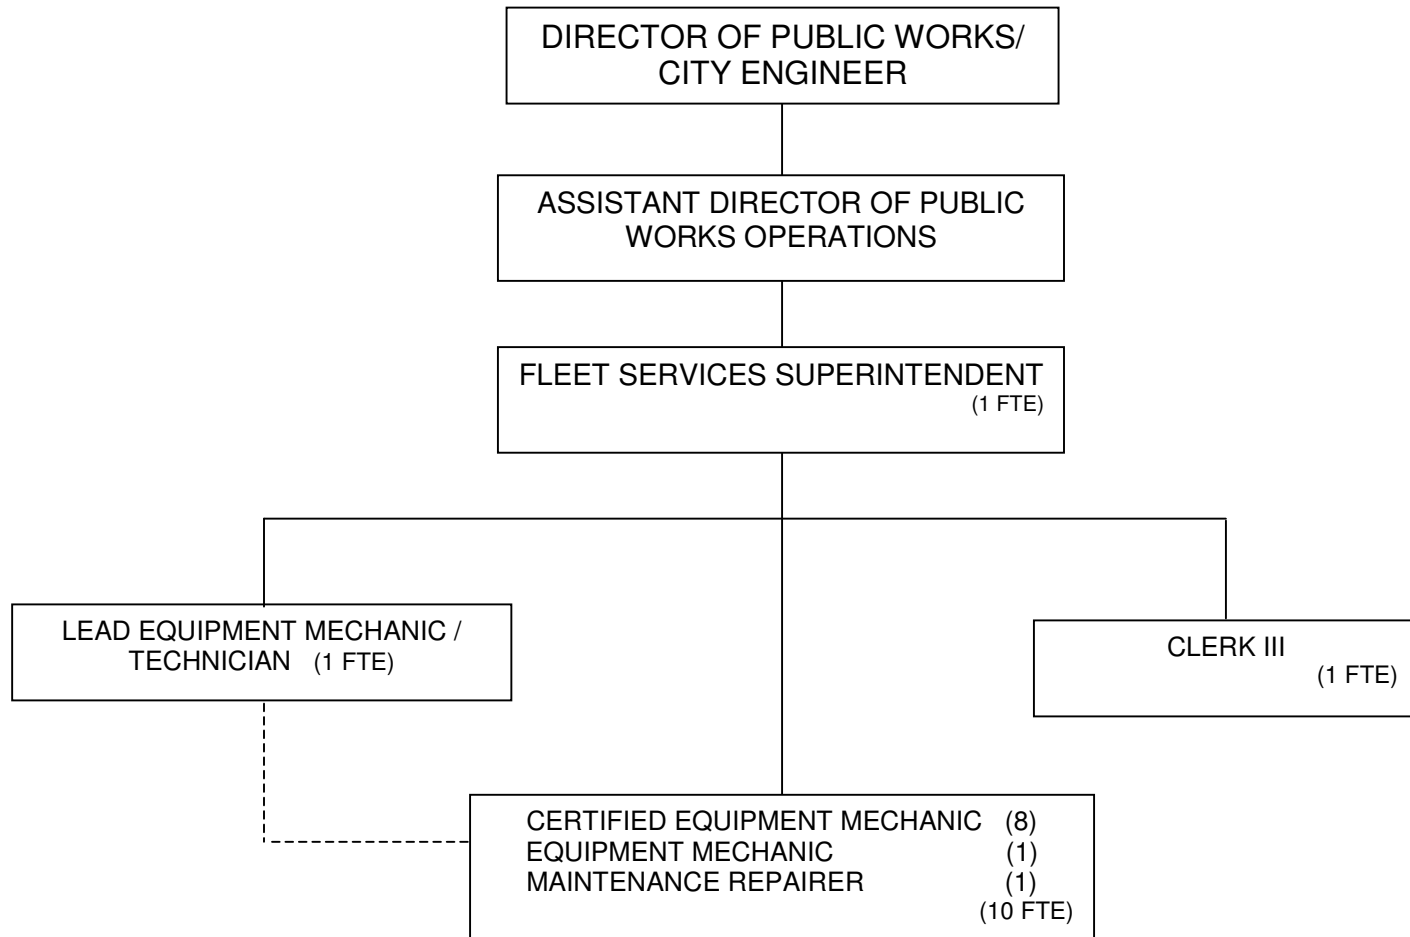 DIRECTOR OF PUBLIC WORKS/
CITY ENGINEER
ASSISTANT DIRECTOR OF PUBLIC
WORKS OPERATIONS
FLEET SERVICES SUPERINTENDENT
(1 FTE)
LEAD EQUIPMENT MECHANIC /
TECHNICIAN (1 FTE)
CLERK III
(1 FTE)
CERTIFIED EQUIPMENT MECHANIC (8)
EQUIPMENT MECHANIC (1)
MAINTENANCE REPAIRER (1)
(10 FTE)